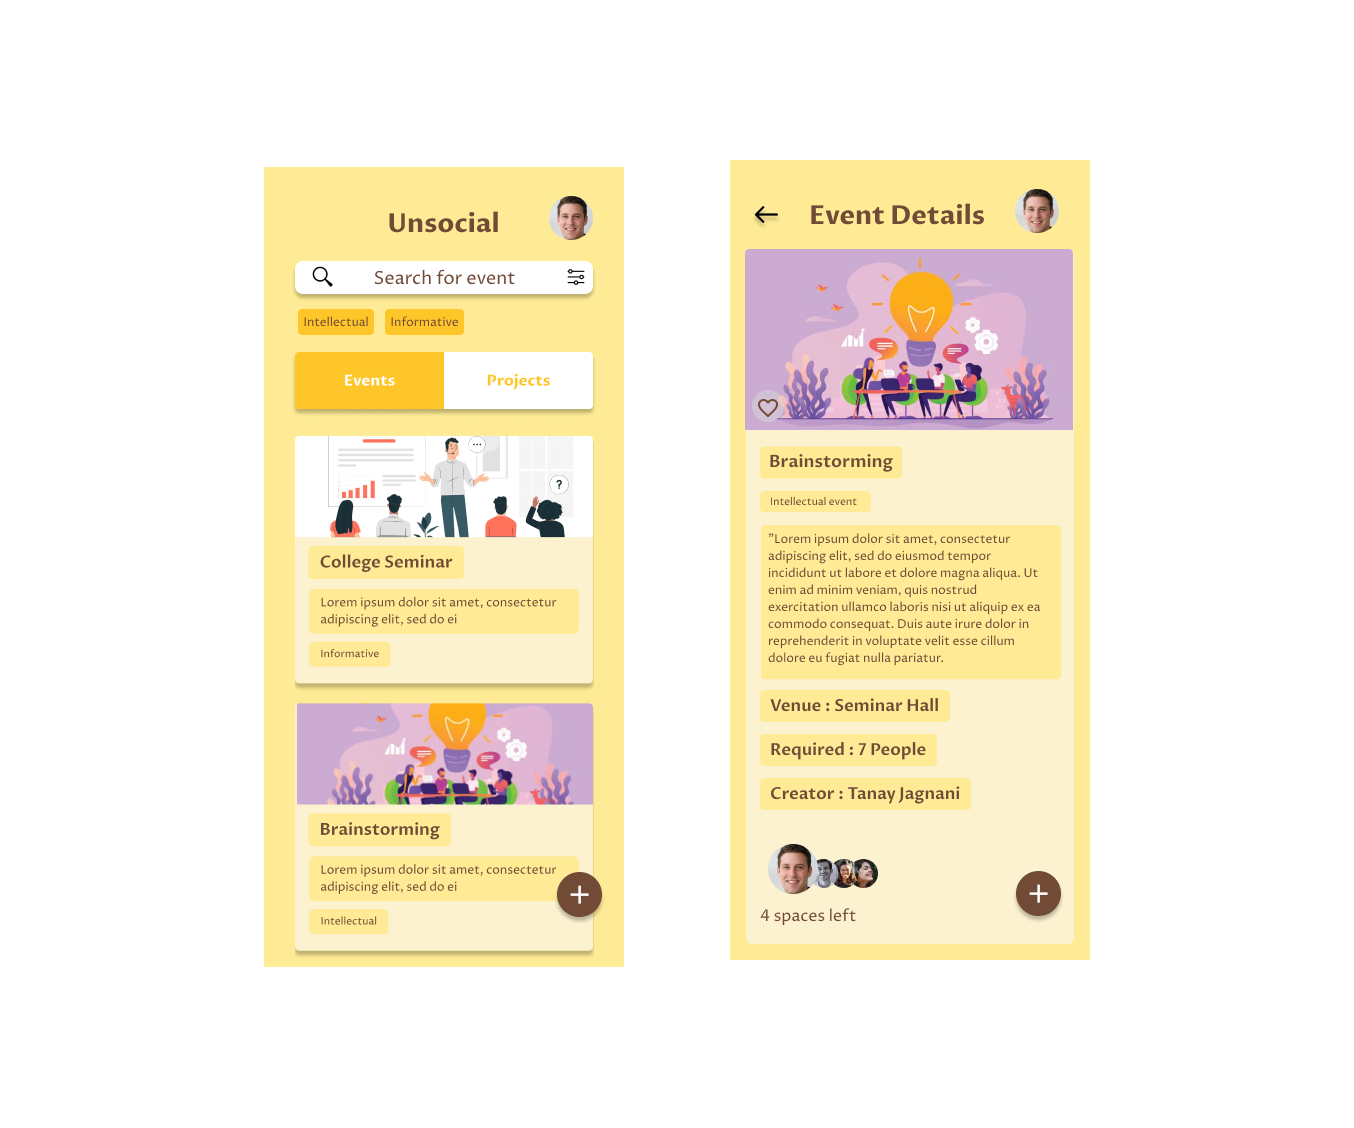 Unsocial
Search for event
Intellectual
Informative
Events
Projects
?
College Seminar
Lorem ipsum dolor sit amet, consectetur
adipiscing elit, sed do ei
Informative
Brainstorming
Lorem ipsum dolor sit amet, consectetur
adipiscing elit, sed do ei
Intellectual
Event Details
Brainstorming
Intellectual event
"Lorem ipsum dolor sit amet, consectetur
adipiscing elit, sed do eiusmod tempor
incididunt ut labore et dolore magna aliqua. Ut
enim ad minim veniam, quis nostrud
exercitation ullamco laboris nisi ut aliquip ex ea
commodo consequat. Duis aute irure dolor in
reprehenderit in voluptate velit esse cillum
dolore eu fugiat nulla pariatur.
Venue : Seminar Hall
Required : 7 People
Creator : Tanay Jagnani
4 spaces left